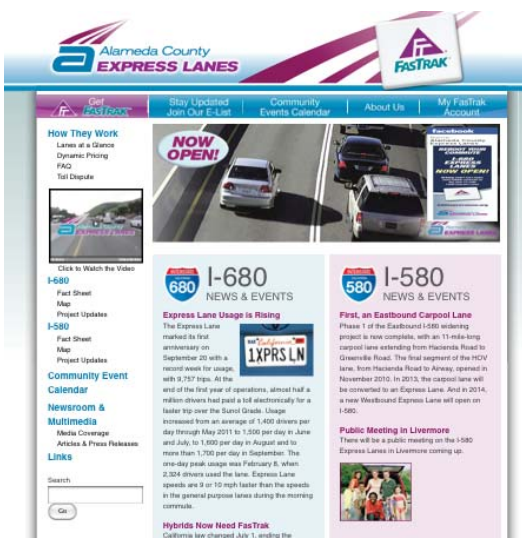 Alameda County
EXPRESS LANES
FASTRAK
Get
FASTRAK
Stay Updated
Join Our E-List
Community
Events Calendar
About Us
My FasTrak
Account
How They Work
Lanes at a Glance
Dynamic Pricing
FAQ
Toll Dispute
Click to Watch the Video
I-680
Fact Sheet
Map
Project Updates
I-580
Fact Sheet
Map
Project Updates
Community Event
Calendar
Newsroom &
Multimedia
Media Coverage
Articles & Press Releases
Links
Search
Go
NOW
OPEN!
facebook
Alameda County
Express Lanes
I-680
EXPRESS
LANES
NOW OPEN!
680
I-680
NEWS & EVENTS
Express Lane Usage is Rising
The Express Lane
marked its first
anniversary on
September 20 with a
record week for usage,
with 9,757 trips. At the
California
1XPRSLN
end of the first year of operations, almost half a
million drivers had paid a toll electronically for a
faster trip over the Sunol Grade. Usage
increased from an average of 1,400 drivers per
day through May 2011 to 1,506 per day in June
and July, to 1,600 per day in August and to
more than 1,700 per day in September. The
one-day peak usage was February 8, when
2,324 drivers used the lane. Express Lane
speeds are 9 or 10 mph faster than the speeds
in the general purpose lanes during the morning
commute.
Hybrids Now Need FasTrak
California law changed July 1, ending the
580
I-580
NEWS & EVENTS
First, an Eastbound Carpool Lane
Phase 1 of the Eastbound I-580 widening
project is now complete, with an 11-mile-long
carpool lane extending from Hacienda Road to
Greenville Road. The final segment of the HOV
lane, from Hacienda Road to Airway, opened in
November 2010. In 2013, the carpool lane will
be converted to an Express Lane. And in 2014,
a new Westbound Express Lane will open on
I-580.
Public Meeting in Livermore
There will be a public meeting on the I-580
Express Lanes in Livermore coming up.